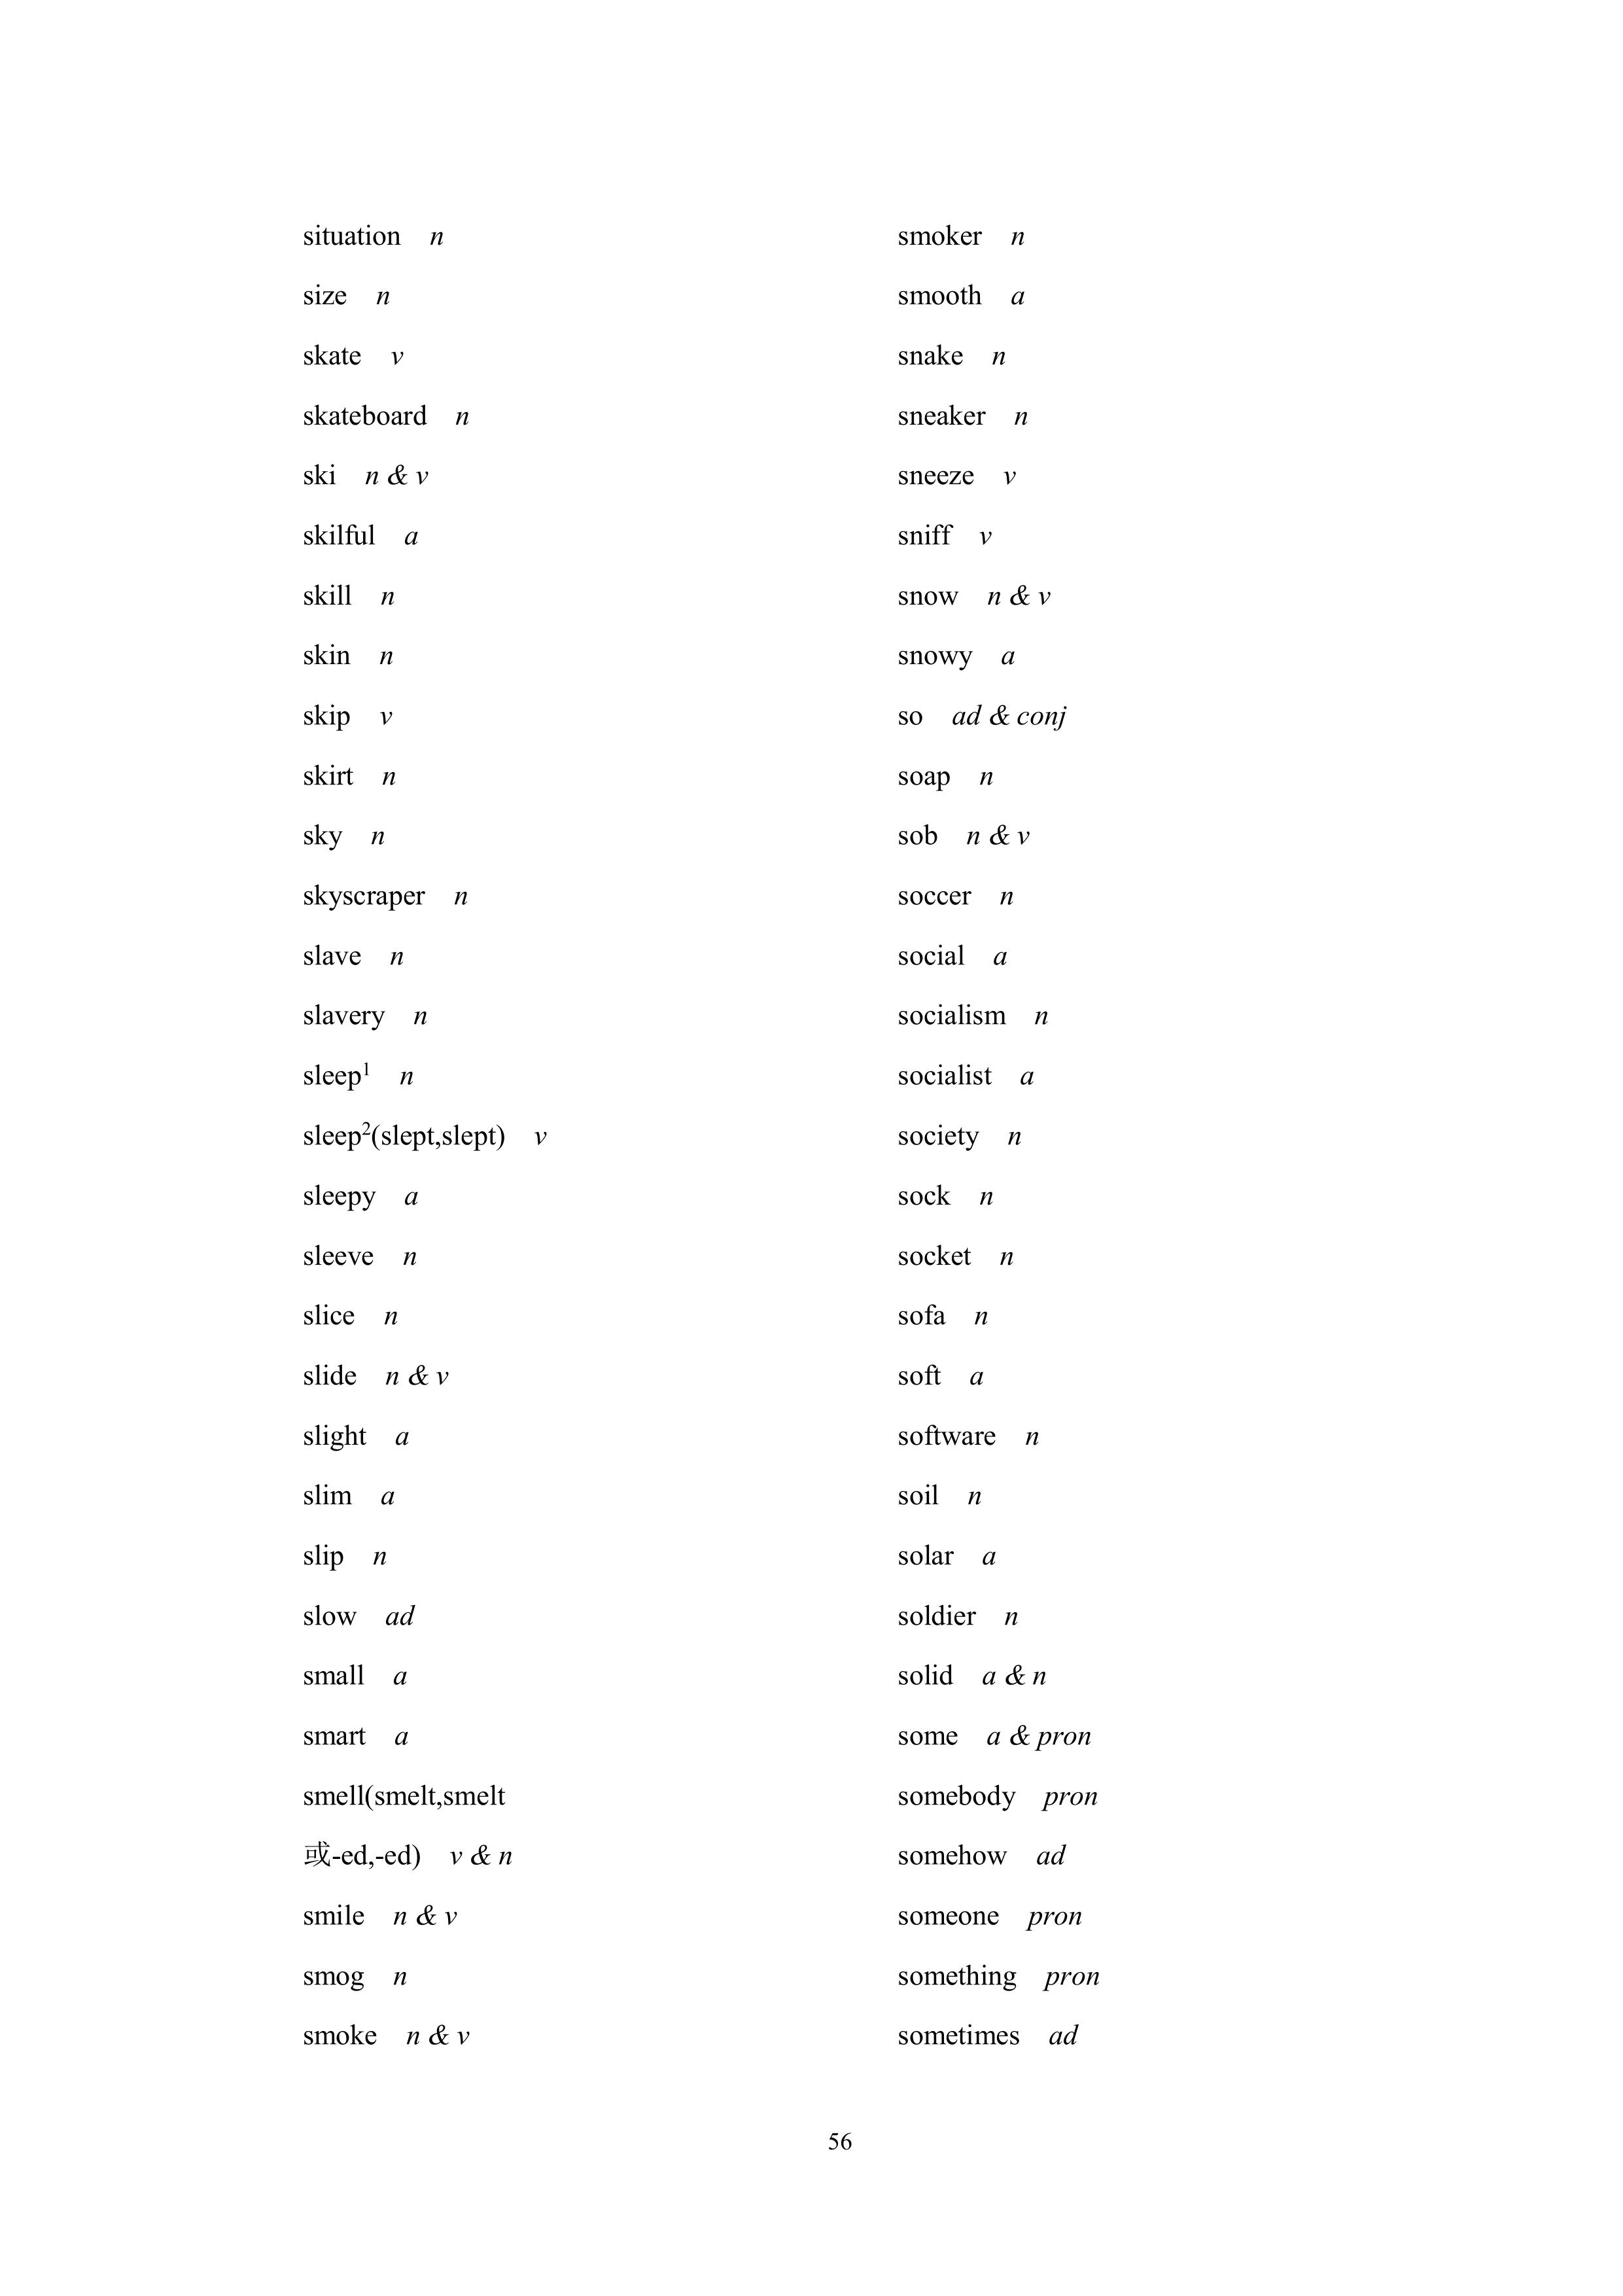 situation n
size n
skate v
skateboard n
ski n & v
skilful a
skill n
skin n
skip v
skirt n
sky n
skyscraper n
slave n
slavery n
sleep¹ n
sleep²(slept,slept) v
sleepy a
sleeve n
slice n
slide n & v
slight a
slim a
slip n
slow ad
small a
smart a
smell(smelt,smelt
或-ed,-ed) v & n
smile n & v
smog n
smoke n & v
smoker n
smooth a
snake n
sneaker n
sneeze v
sniff v
snow n & v
snowy a
so ad & conj
soap n
sob n & v
soccer n
social a
socialism n
socialist a
society n
sock n
socket n
sofa n
soft a
software n
soil n
solar a
soldier n
solid a & n
some a & pron
somebody pron
somehow ad
someone pron
something pron
sometimes ad
56